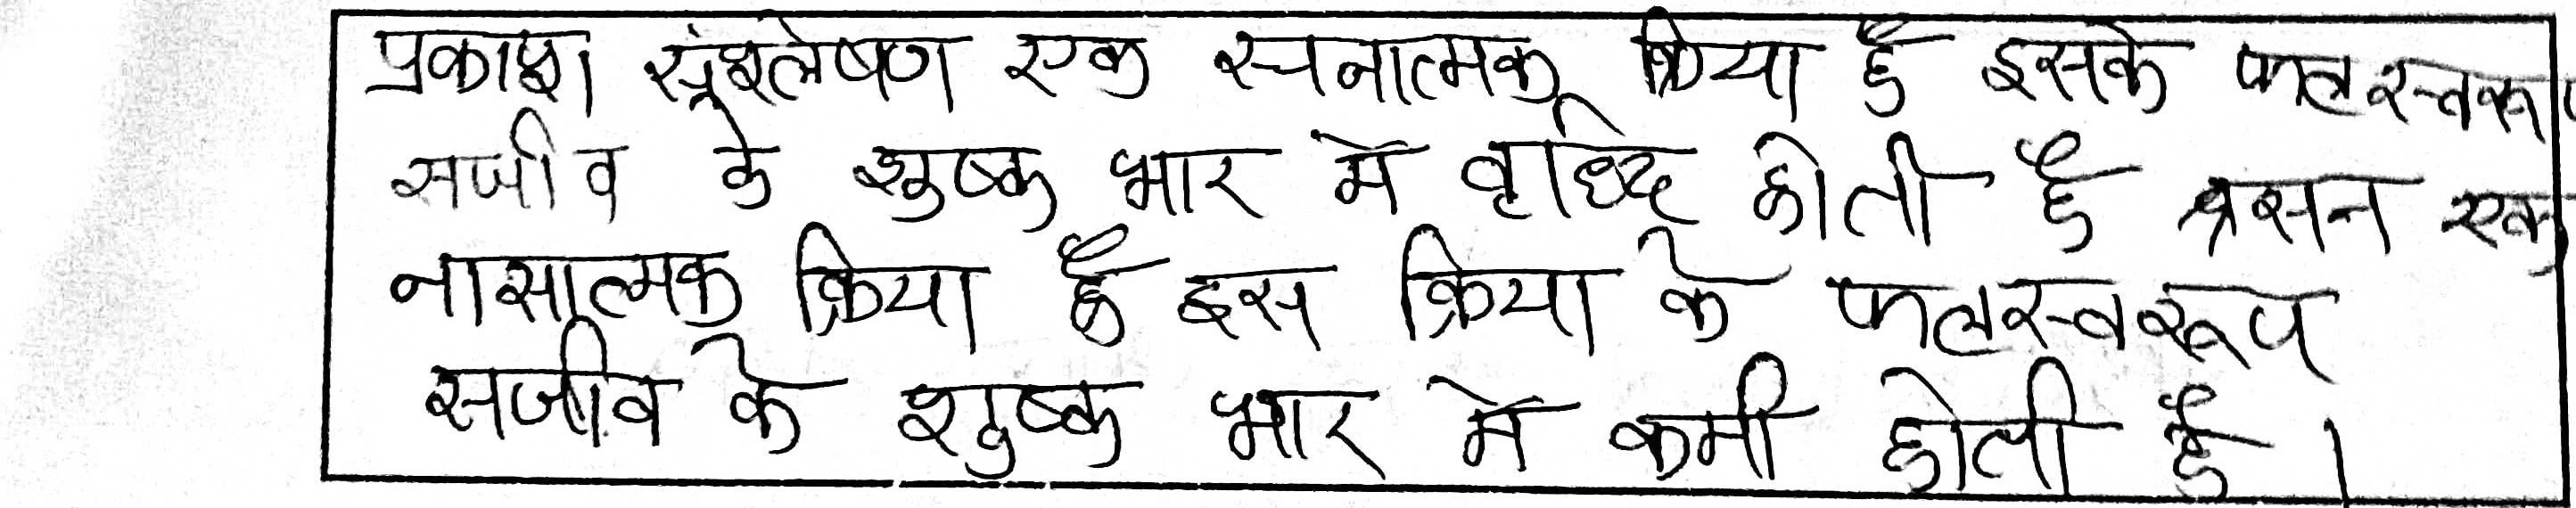 प्रकाश संश्लेषण एक रचनात्मक क्रिया है इसके फलस्वरूप
सजीव के शुष्क भार में वृध्दि होती है श्वसन एक
नासात्मक क्रिया है इस क्रिया के फलस्वरूप
सजीव के शुष्क भार में कमी होती है ।